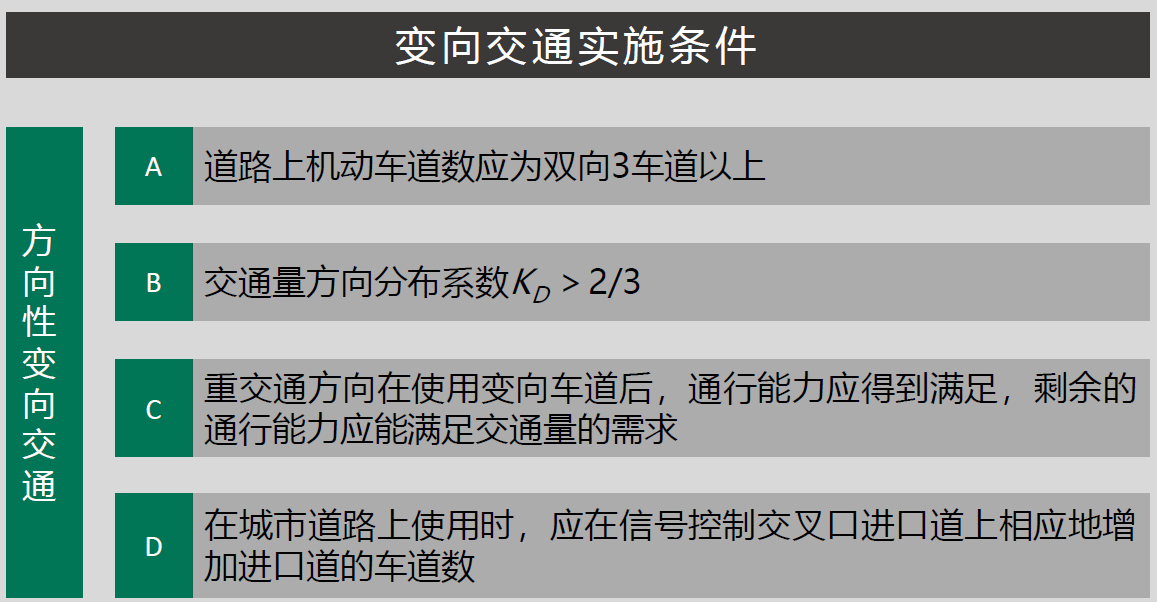 变向交通实施条件
方向性变向交通
A
道路上机动车道数应为双向3车道以上
B
交通量方向分布系数K_D > 2/3
C
重交通方向在使用变向车道后，通行能力应得到满足，剩余的
通行能力应能满足交通量的需求
D
在城市道路上使用时，应在信号控制交叉口进口道上相应地增
加进口道的车道数